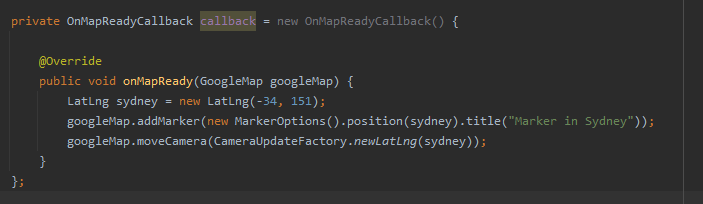 private OnMapReadyCallback callback = new OnMapReadyCallback() {
@Override
public void onMapReady(GoogleMap googleMap) {
LatLng sydney = new LatLng(-34, 151);
googleMap.addMarker(new MarkerOptions().position(sydney).title("Marker in Sydney"));
googleMap.moveCamera(CameraUpdateFactory.newLatLng(sydney));
}
};